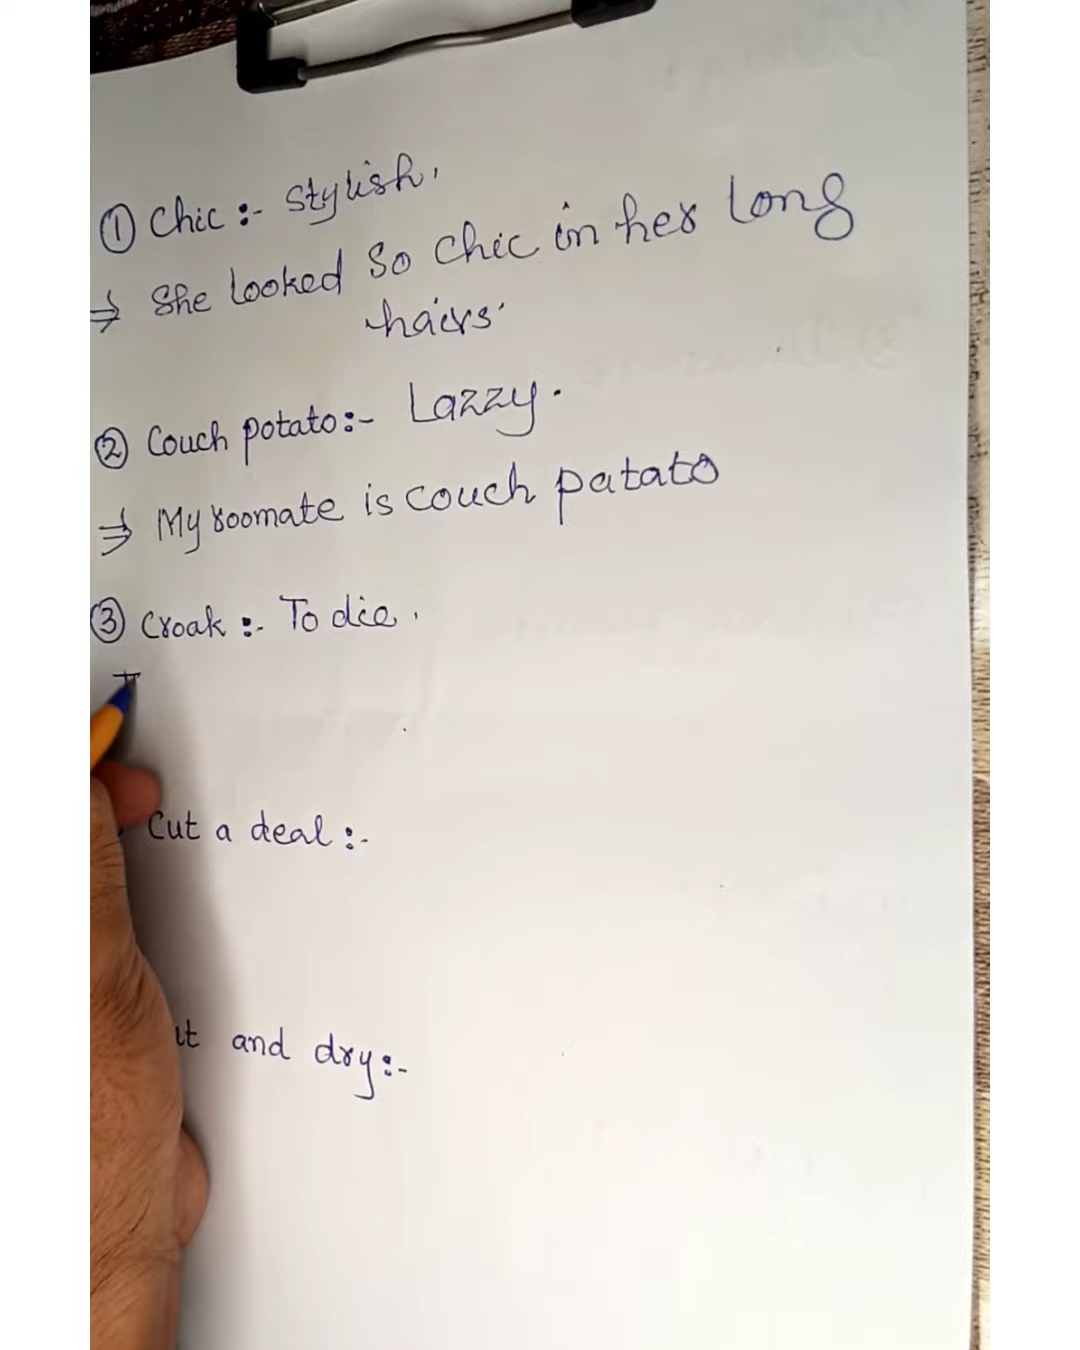 ① Chic :- Stylish.
⇒ She Looked So Chic in her Long
hairs.
② Couch potato :- Lazzy.
⇒ My roomate is couch patato
③ Croak :- To die.
Cut a deal :-
and dry :-